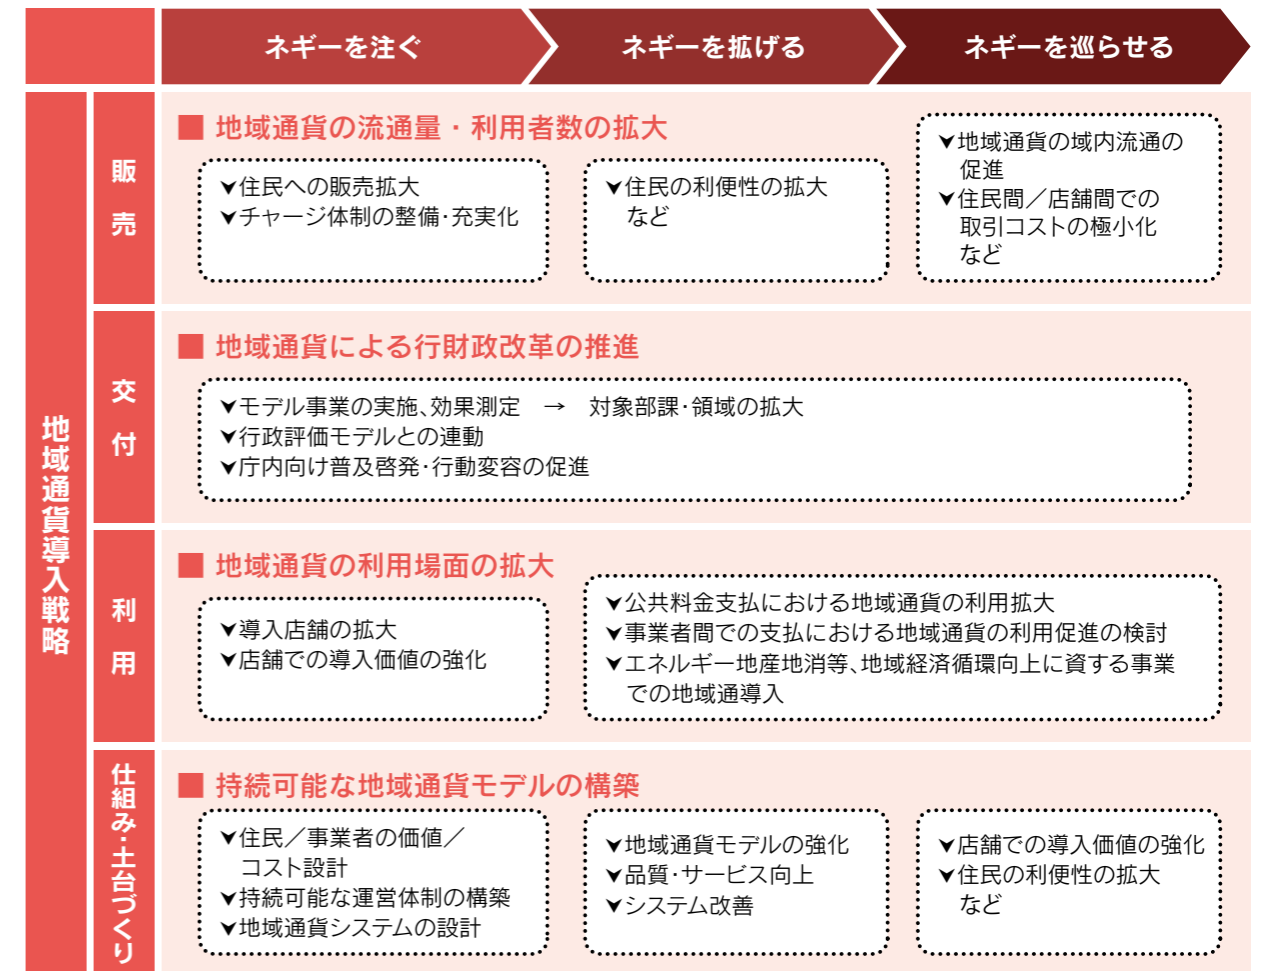 ネギーを注ぐ
ネギーを拡げる
ネギーを巡らせる
地域通貨導入戦略
販売
■ 地域通貨の流通量・利用者数の拡大
住民への販売拡大
チャージ体制の整備・充実化
住民の利便性の拡大
など
地域通貨の域内流通の
促進
住民間／店舗間での
取引コストの極小化
など
交付
■ 地域通貨による行財政改革の推進
モデル事業の実施、効果測定　→　対象部課・領域の拡大
行政評価モデルとの連動
庁内向け普及啓発・行動変容の促進
利用
■ 地域通貨の利用場面の拡大
導入店舗の拡大
店舗での導入価値の強化
公共料金支払における地域通貨の利用拡大
事業者間での支払における地域通貨の利用促進の検討
エネルギー地産地消等、地域経済循環向上に資する事業
での地域通導入
仕組み・土台づくり
■ 持続可能な地域通貨モデルの構築
住民／事業者の価値／
コスト設計
持続可能な運営体制の構築
地域通貨システムの設計
地域通貨モデルの強化
品質・サービス向上
システム改善
店舗での導入価値の強化
住民の利便性の拡大
など